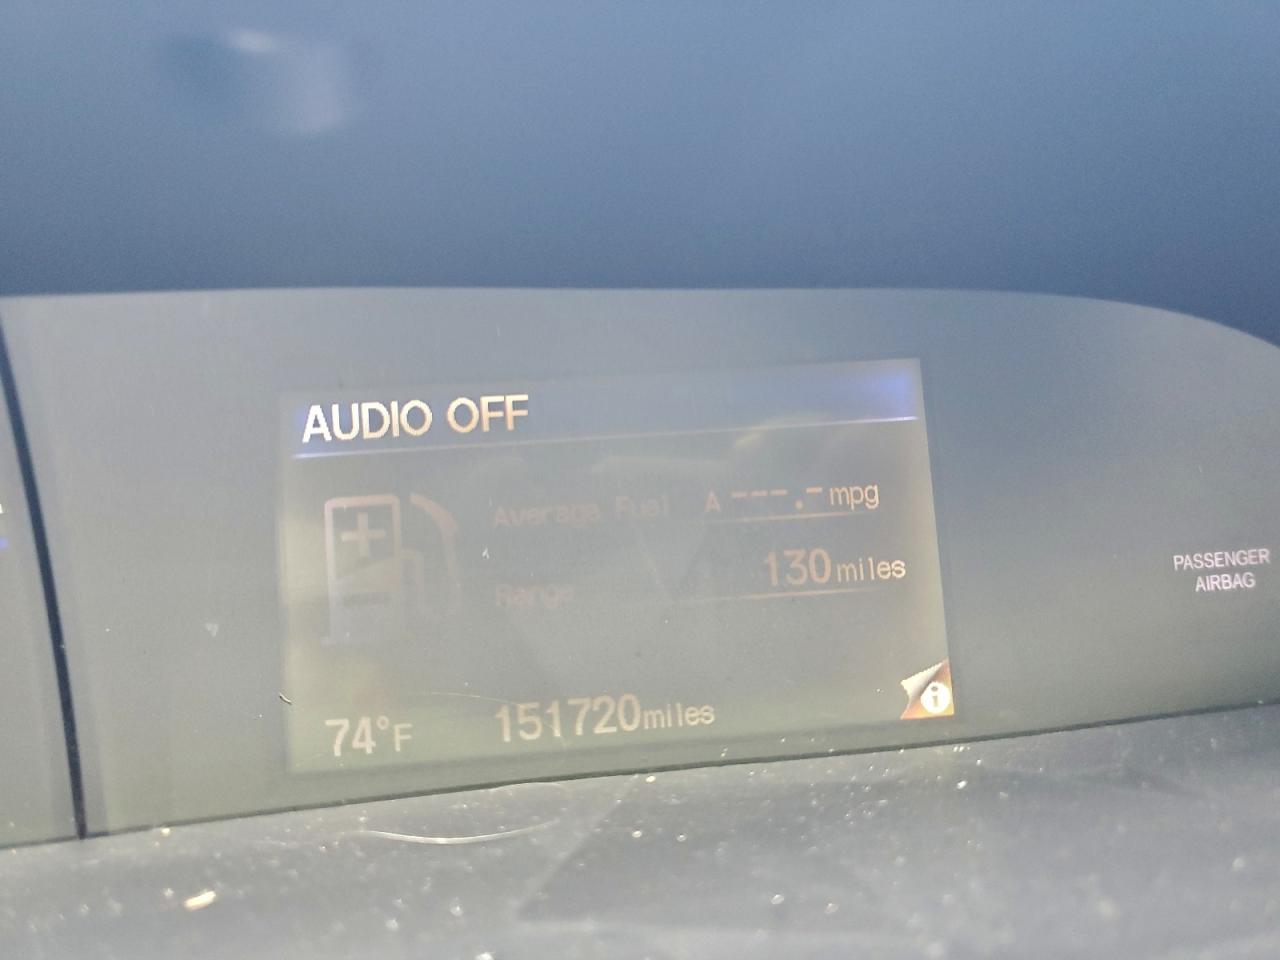 AUDIO OFF
Average Fuel A ---.- mpg
Range 130 miles
74°F 151720 miles
PASSENGER
AIRBAG